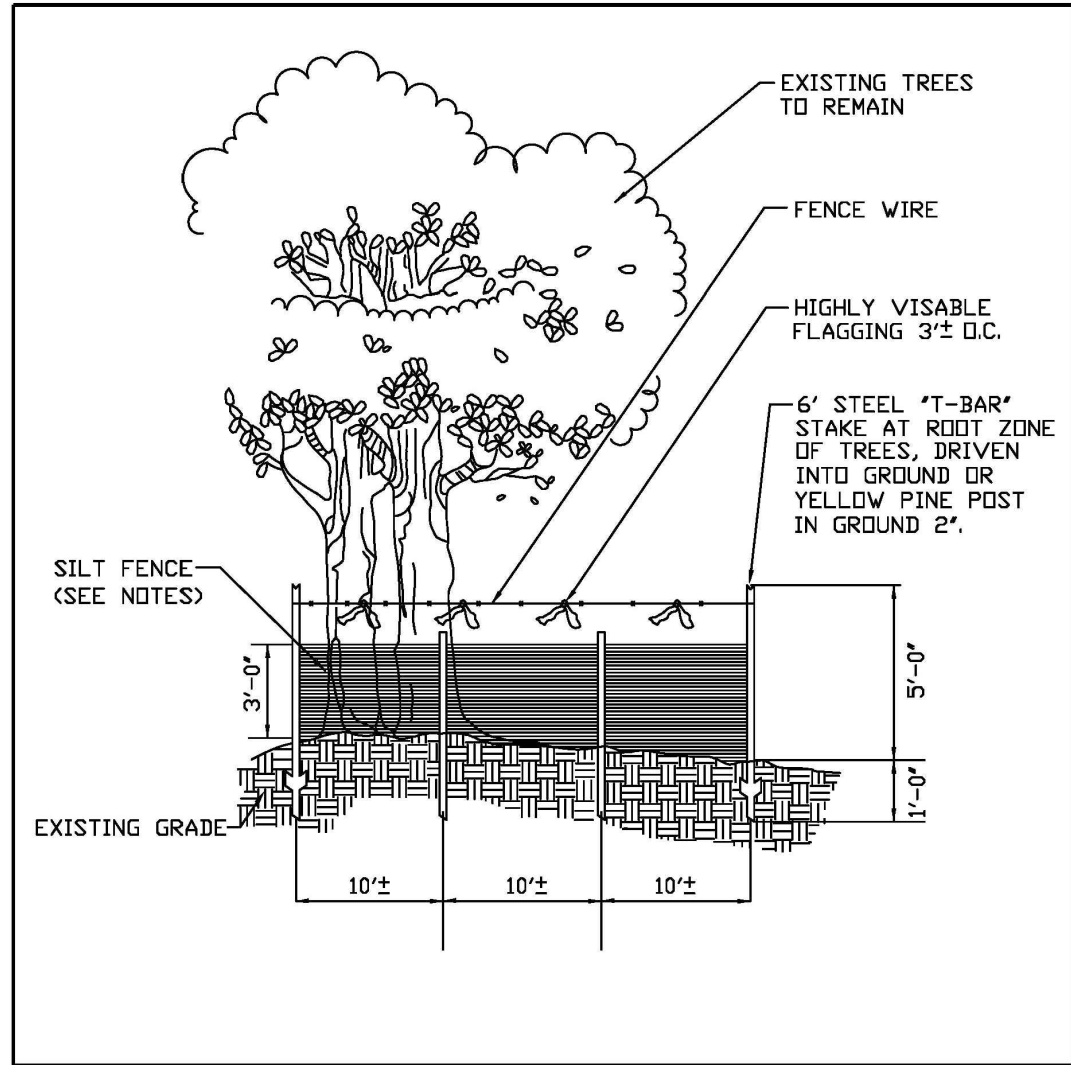 EXISTING TREES
TO REMAIN
FENCE WIRE
HIGHLY VISABLE
FLAGGING 3'± O.C.
6' STEEL "T-BAR"
STAKE AT ROOT ZONE
OF TREES, DRIVEN
INTO GROUND OR
YELLOW PINE POST
IN GROUND 2".
SILT FENCE
(SEE NOTES)
3'-0"
5'-0"
1'-0"
EXISTING GRADE
10'±
10'±
10'±